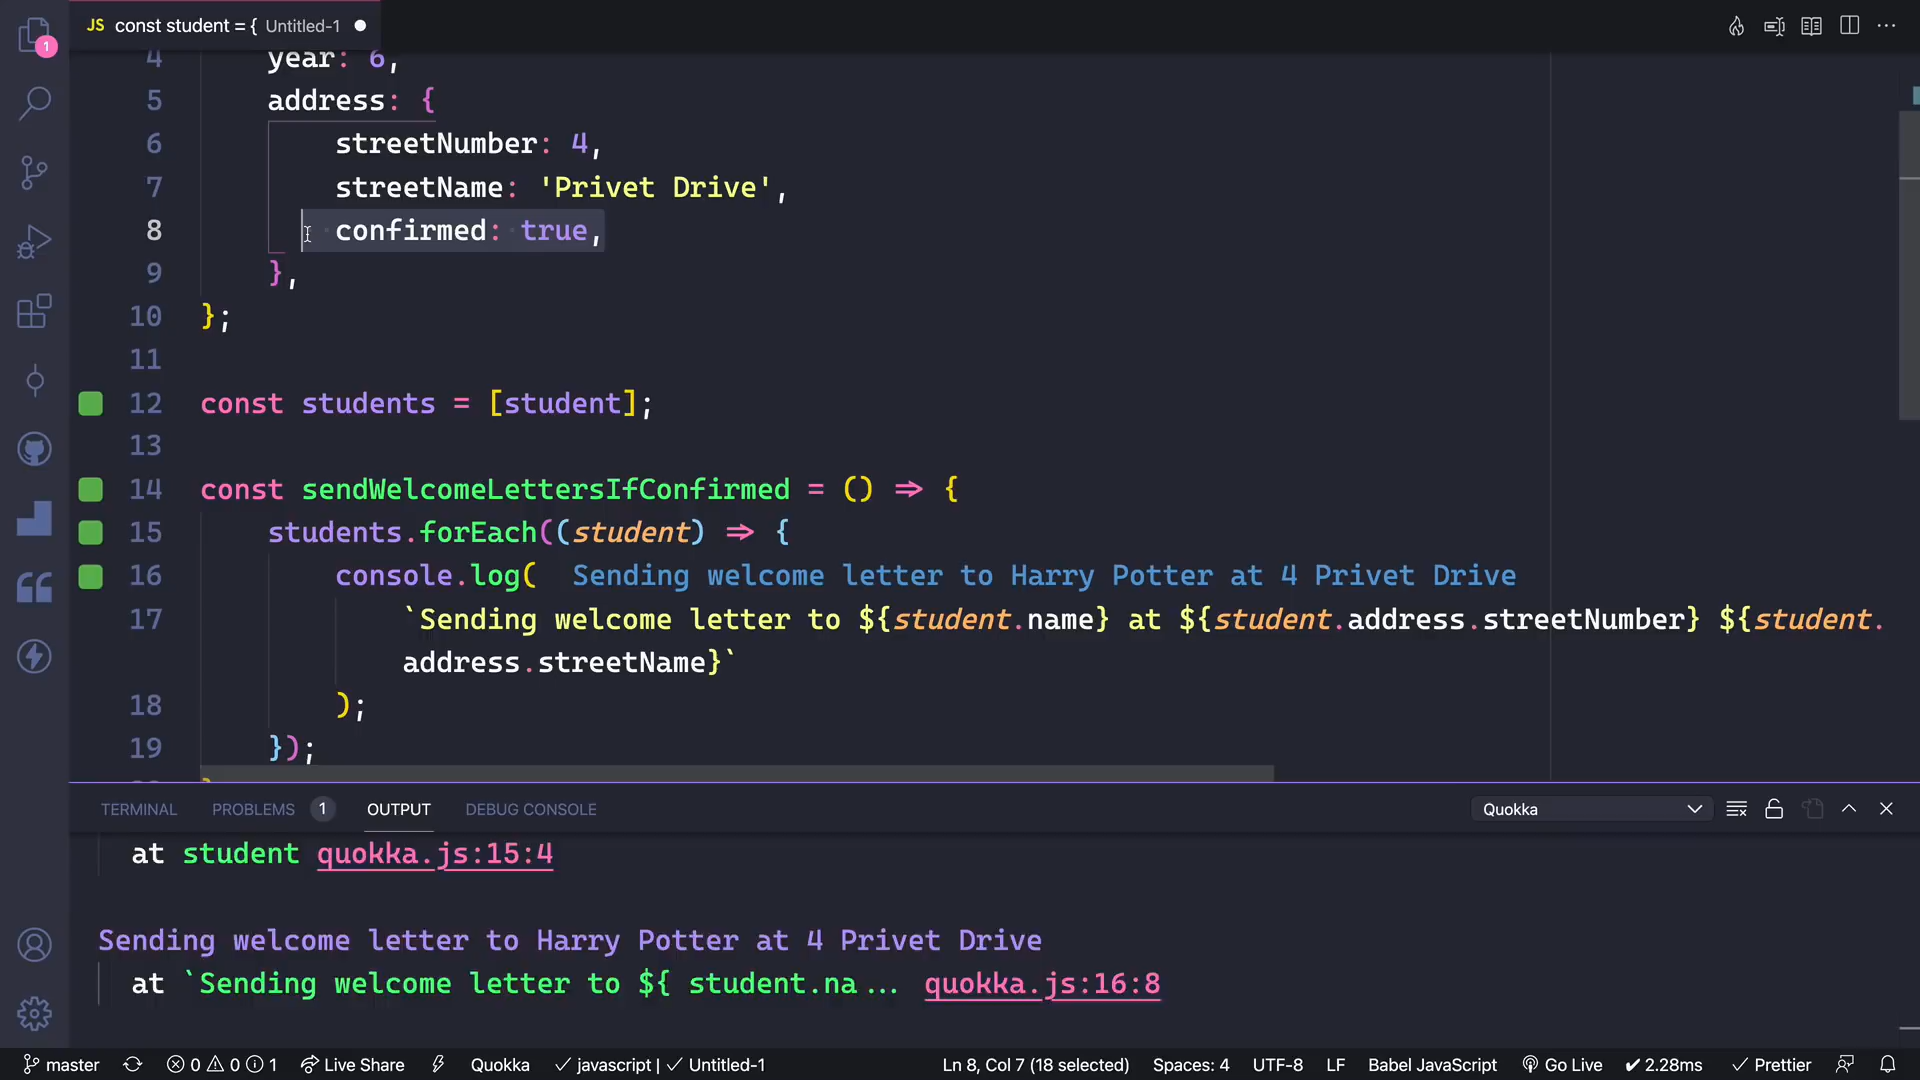 JS const student = { Untitled-1
1
4 year: 6,
5 address: {
6 streetNumber: 4,
7 streetName: 'Privet Drive',
8 confirmed: true,
9 },
10 };
11
12 const students = [student];
13
14 const sendWelcomeLettersIfConfirmed = () => {
15 students.forEach((student) => {
16 console.log( Sending welcome letter to Harry Potter at 4 Privet Drive
17 `Sending welcome letter to ${student.name} at ${student.address.streetNumber} ${student.
address.streetName}`
18 );
19 });
TERMINAL PROBLEMS 1 OUTPUT DEBUG CONSOLE Quokka
at student quokka.js:15:4
Sending welcome letter to Harry Potter at 4 Privet Drive
at `Sending welcome letter to ${ student.na... quokka.js:16:8
master 0 0 1 Live Share Quokka javascript | Untitled-1 Ln 8, Col 7 (18 selected) Spaces: 4 UTF-8 LF Babel JavaScript Go Live 2.28ms Prettier